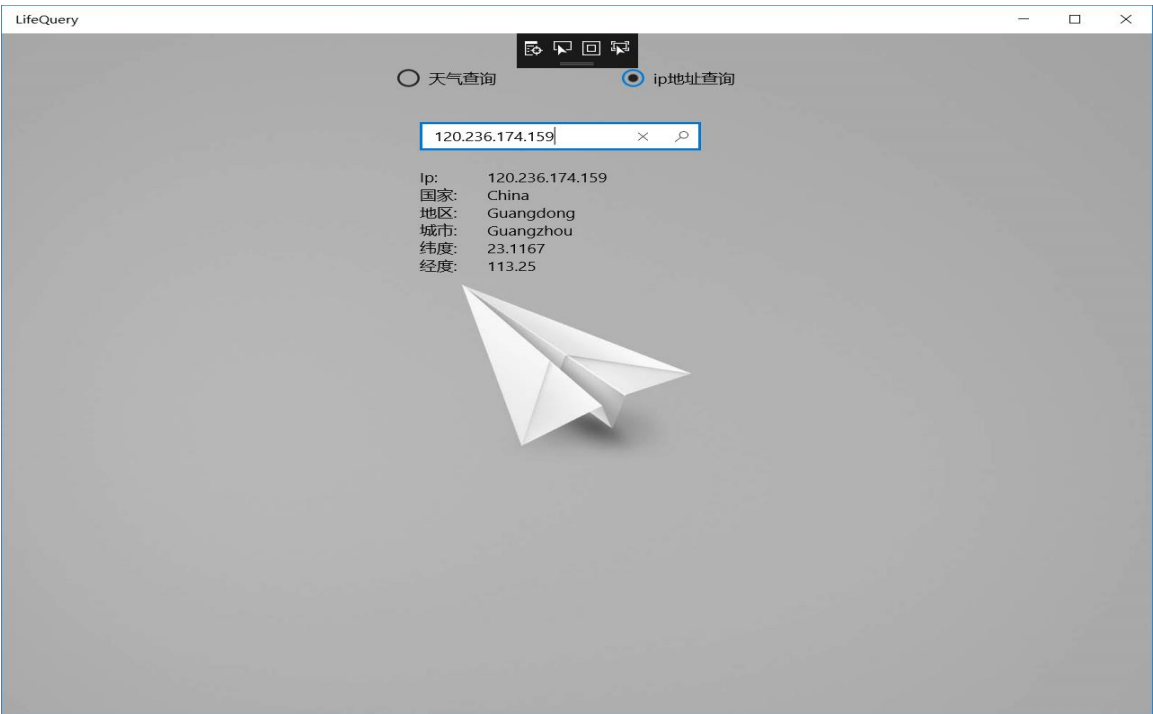 LifeQuery
天气查询 ip地址查询
120.236.174.159
Ip: 120.236.174.159
国家: China
地区: Guangdong
城市: Guangzhou
纬度: 23.1167
经度: 113.25